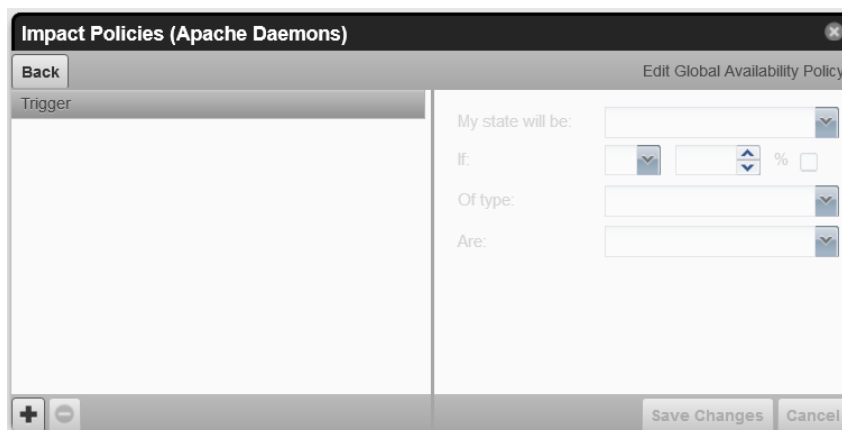 Impact Policies (Apache Daemons)
Back
Edit Global Availability Policy
Trigger
My state will be:
If:
%
Of type:
Are:
Save Changes
Cancel